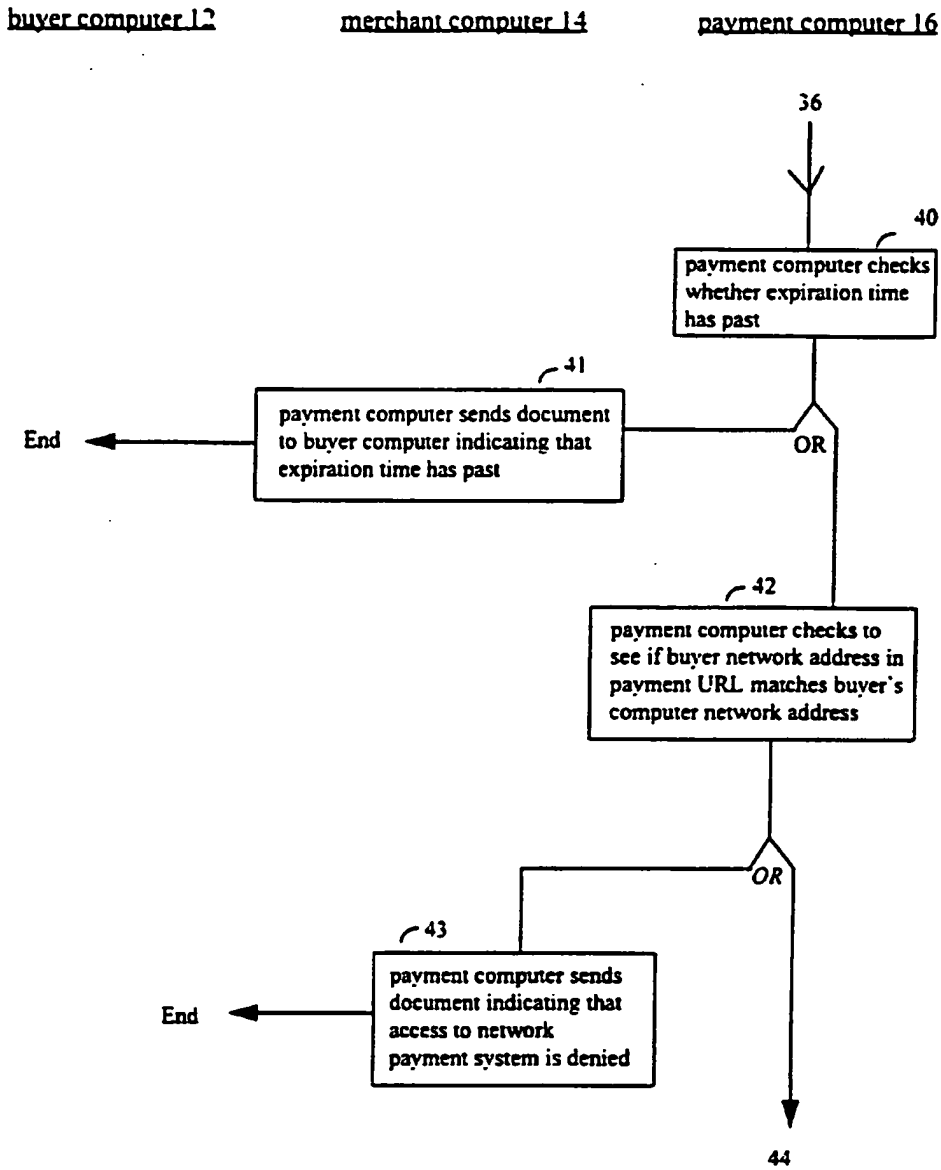 buyer computer 12 merchant computer 14 payment computer 16
36
40
payment computer checks
whether expiration time
has past
41
payment computer sends document
to buyer computer indicating that
expiration time has past
End
OR
42
payment computer checks to
see if buyer network address in
payment URL matches buyer's
computer network address
OR
43
payment computer sends
document indicating that
access to network
payment system is denied
End
44